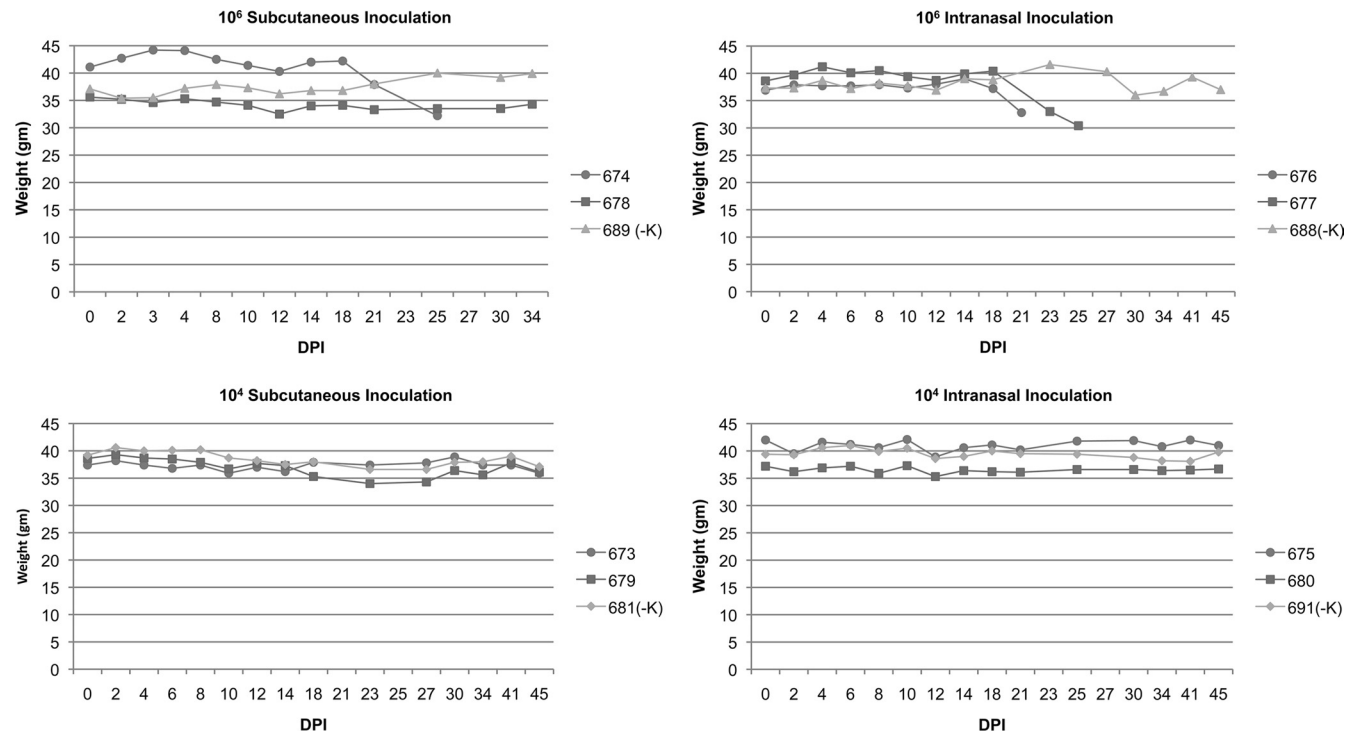 10⁶ Subcutaneous Inoculation
45
40
35
30
25
20
15
10
5
0
Weight (gm)
0 2 3 4 8 10 12 14 18 21 23 25 27 30 34
DPI
674
678
689 (-K)
10⁶ Intranasal Inoculation
45
40
35
30
25
20
15
10
5
0
Weight (gm)
0 2 4 6 8 10 12 14 18 21 23 25 27 30 34 41 45
DPI
676
677
688(-K)
10⁴ Subcutaneous Inoculation
45
40
35
30
25
20
15
10
5
0
Weight (gm)
0 2 4 6 8 10 12 14 18 23 25 27 30 34 41 45
DPI
673
679
681(-K)
10⁴ Intranasal Inoculation
45
40
35
30
25
20
15
10
5
0
Weight (gm)
0 2 4 6 8 10 12 14 18 21 25 27 30 34 41 45
DPI
675
680
691(-K)